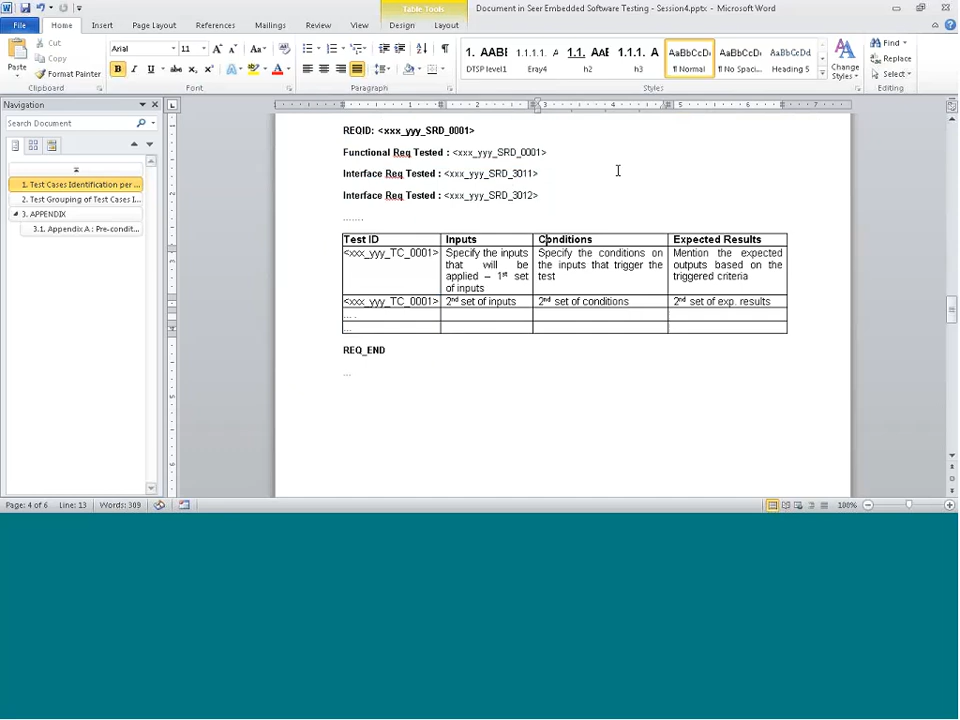 Table Tools
Document in Seer Embedded Software Testing - Session4.pptx - Microsoft Word
File Home Insert Page Layout References Mailings Review View Design Layout
Paste
Cut
Copy
Format Painter
Clipboard
Arial 11
Font
Paragraph
1. AABI 1.1.1.1. A 1.1. AAE 1.1.1. A AaBbCcDı AaBbCcDı AaBbCcDd
DTSP level1 Eray4 h2 h3 ¶ Normal ¶ No Spaci... Heading 5
Change Styles
Styles
Find
Replace
Select
Editing
Navigation
Search Document
1. Test Cases Identification per ...
2. Test Grouping of Test Cases I...
3. APPENDIX
3.1. Appendix A : Pre-condit...
REQID: <xxx_yyy_SRD_0001>
Functional Req Tested : <xxx_yyy_SRD_0001>
Interface Req Tested : <xxx_yyy_SRD_3011>
Interface Req Tested : <xxx_yyy_SRD_3012>
.......
Test ID Inputs Conditions Expected Results
<xxx_yyy_TC_0001> Specify the inputs that will be applied – 1st set of inputs Specify the conditions on the inputs that trigger the test Mention the expected outputs based on the triggered criteria
<xxx_yyy_TC_0001> 2nd set of inputs 2nd set of conditions 2nd set of exp. results
... .
...
REQ_END
...
Page: 4 of 6 Line: 13 Words: 309 100%